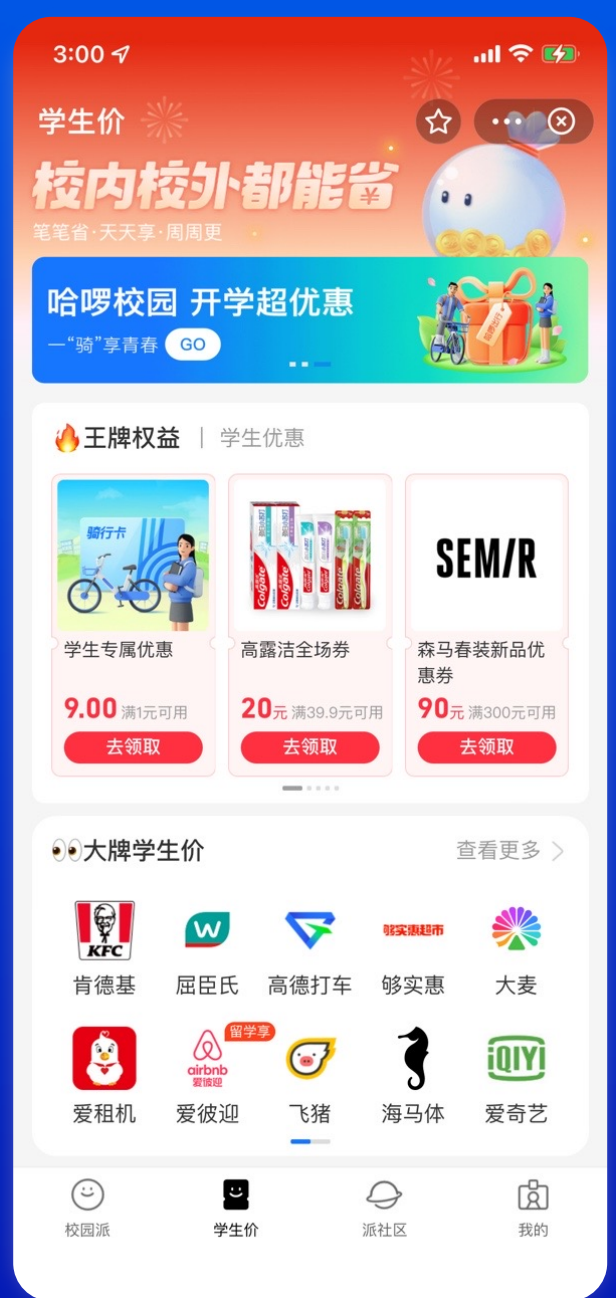 3:00
学生价
校内校外都能省
笔笔省·天天享·周周更
哈啰校园 开学超优惠
一“骑”享青春 GO
王牌权益 | 学生优惠
骑行卡
Colgate
Colgate
Colgate
SEMIR
学生专属优惠
高露洁全场券
森马春装新品优
惠券
9.00 满1元可用
20元 满39.9元可用
90元 满300元可用
去领取
去领取
去领取
大牌学生价
查看更多
KFC
W
够实惠超市
肯德基
屈臣氏
高德打车
够实惠
大麦
留学享
airbnb
爱彼迎
iQIYI
爱租机
爱彼迎
飞猪
海马体
爱奇艺
校园派
学生价
派社区
我的